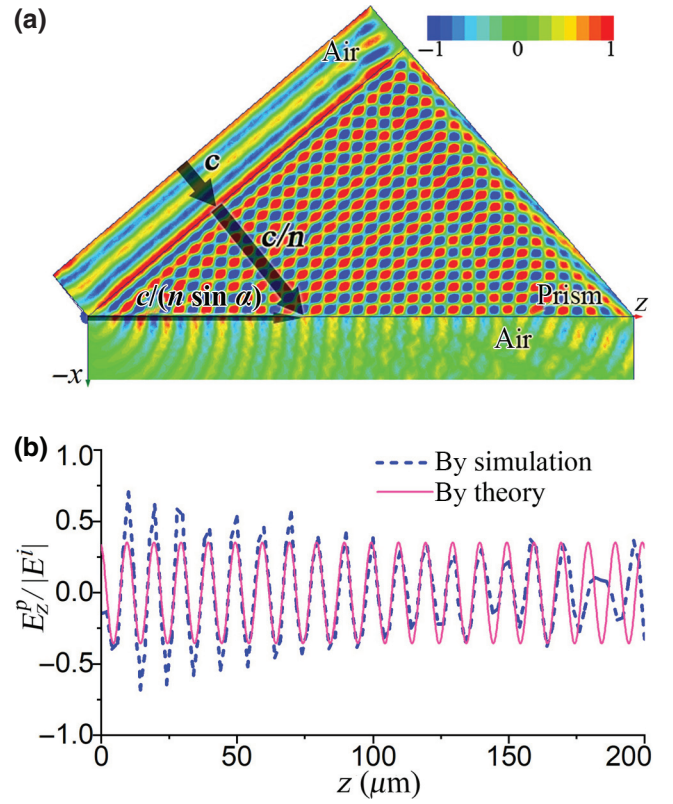 (a)
Air
−1 0 1
c
c/n
c/(n sin α)
Prism
z
Air
−x
(b)
By simulation
By theory
1.0
0.5
0.0
−0.5
−1.0
E_z^p/|E^i|
0 50 100 150 200
z (μm)